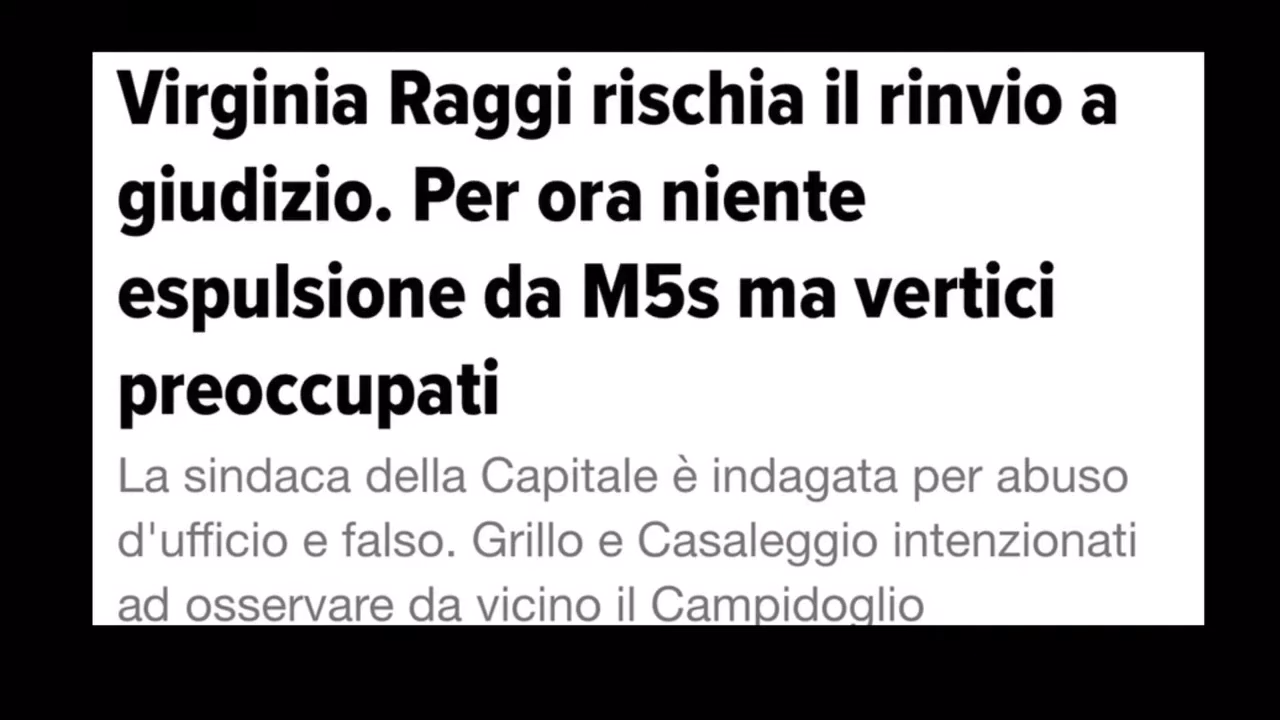 Virginia Raggi rischia il rinvio a
giudizio. Per ora niente
espulsione da M5s ma vertici
preoccupati
La sindaca della Capitale è indagata per abuso
d'ufficio e falso. Grillo e Casaleggio intenzionati
ad osservare da vicino il Campidoglio